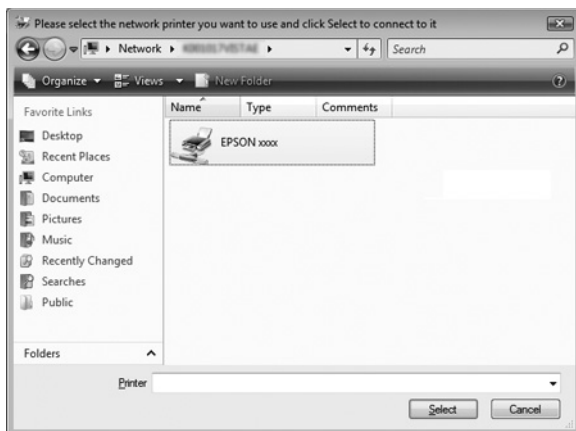 Please select the network printer you want to use and click Select to connect to it
Network
Search
Organize Views New Folder
Favorite Links
Desktop
Recent Places
Computer
Documents
Pictures
Music
Recently Changed
Searches
Public
Folders
Name Type Comments
EPSON xxxx
Printer
Select Cancel